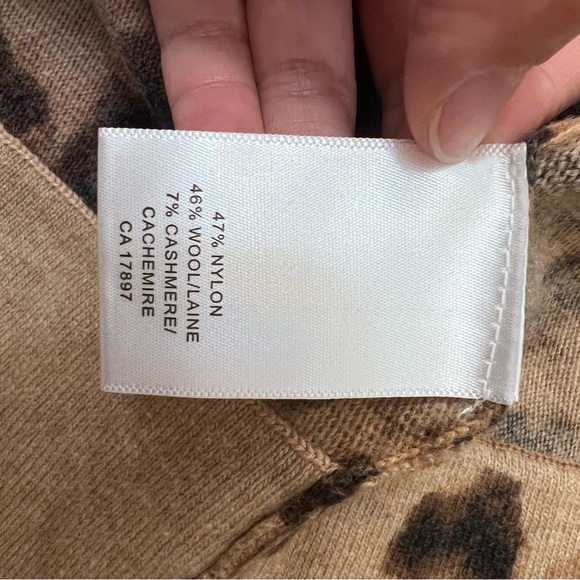 47% NYLON
46% WOOL/LAINE
7% CASHMERE/
CACHEMIRE
CA 17897